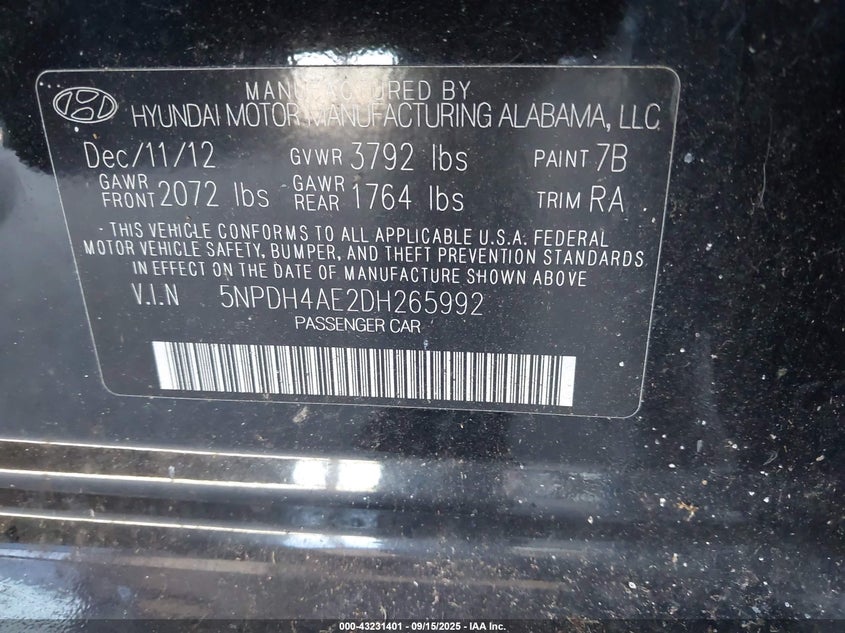 MANUFACTURED BY
HYUNDAI MOTOR MANUFACTURING ALABAMA, LLC
Dec/11/12 GVWR 3792 lbs PAINT 7B
GAWR FRONT 2072 lbs GAWR REAR 1764 lbs TRIM RA
- THIS VEHICLE CONFORMS TO ALL APPLICABLE U.S.A. FEDERAL
MOTOR VEHICLE SAFETY, BUMPER, AND THEFT PREVENTION STANDARDS
IN EFFECT ON THE DATE OF MANUFACTURE SHOWN ABOVE
V.I.N 5NPDH4AE2DH265992
PASSENGER CAR
000-43231401 - 09/15/2025 - IAA Inc.